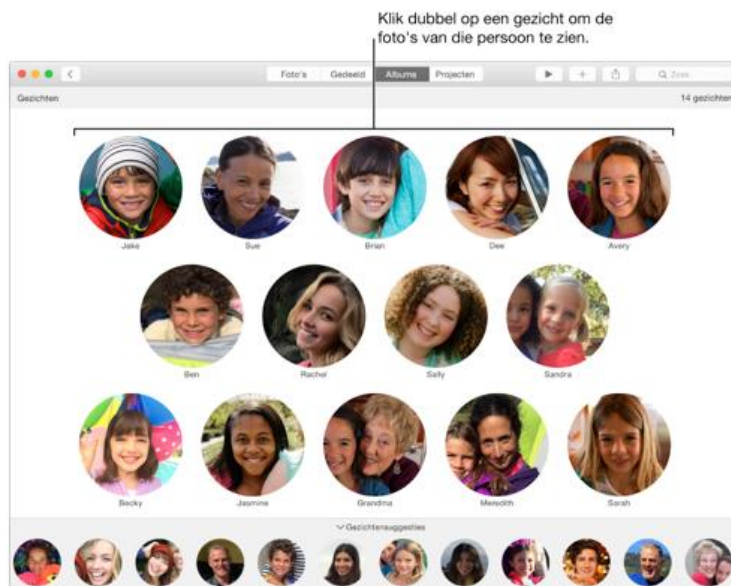 Klik dubbel op een gezicht om de
foto's van die persoon te zien.
Foto's Gedeeld Albums Projecten Zoek
Gezichten 14 gezichten
Jake Sue Brian Dee Avery
Ben Rachel Sally Sandra
Becky Jasmine Grandma Meredith Sarah
Gezichtensuggesties